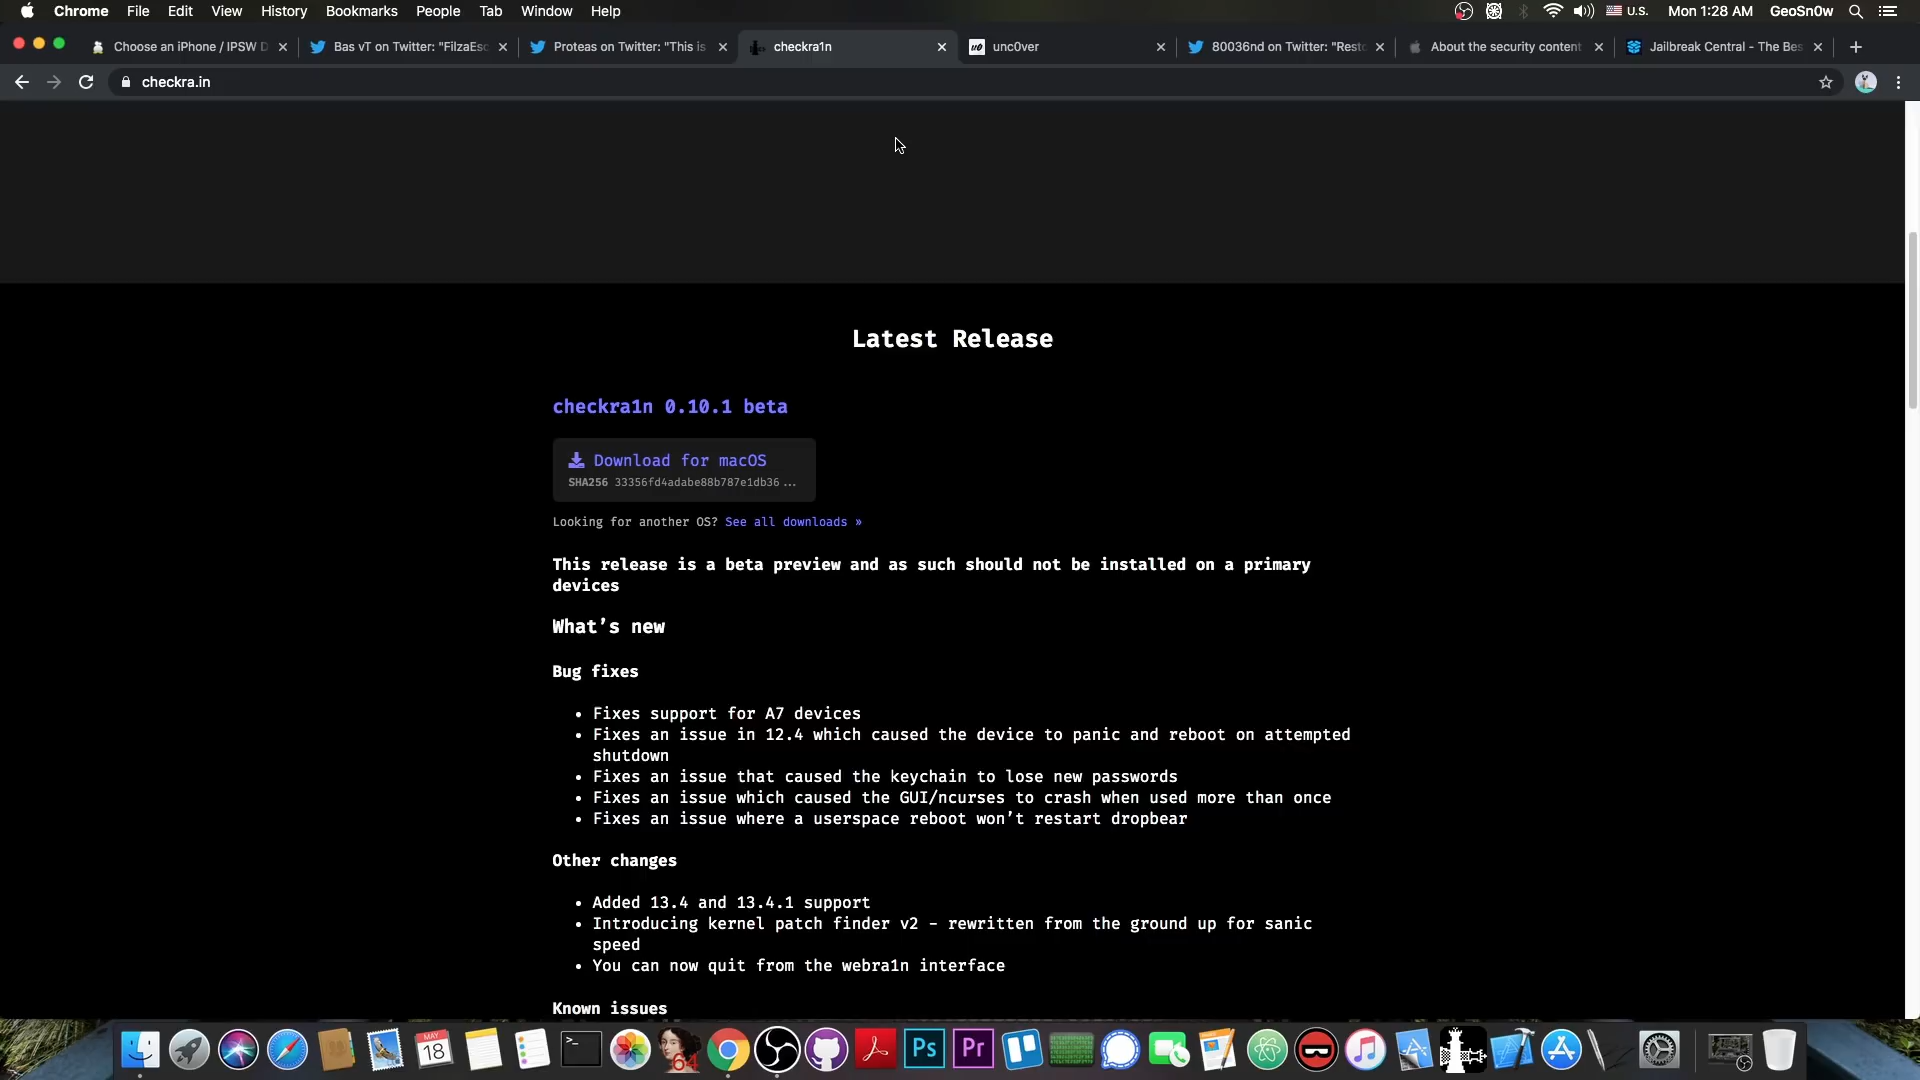 Chrome File Edit View History Bookmarks People Tab Window Help U.S. Mon 1:28 AM GeoSn0w
Choose an iPhone / IPSW D Bas vT on Twitter: "FilzaEsc Proteas on Twitter: "This is checkra1n unc0ver 80036nd on Twitter: "Resto About the security content Jailbreak Central - The Bes
checkra.in
Latest Release
checkra1n 0.10.1 beta
Download for macOS
SHA256 33356fd4adabe88b787e1db36 ...
Looking for another OS? See all downloads »
This release is a beta preview and as such should not be installed on a primary
devices
What's new
Bug fixes
• Fixes support for A7 devices
• Fixes an issue in 12.4 which caused the device to panic and reboot on attempted
shutdown
• Fixes an issue that caused the keychain to lose new passwords
• Fixes an issue which caused the GUI/ncurses to crash when used more than once
• Fixes an issue where a userspace reboot won't restart dropbear
Other changes
• Added 13.4 and 13.4.1 support
• Introducing kernel patch finder v2 - rewritten from the ground up for sanic
speed
• You can now quit from the webra1n interface
Known issues
MAY
18
64
Ps
Pr